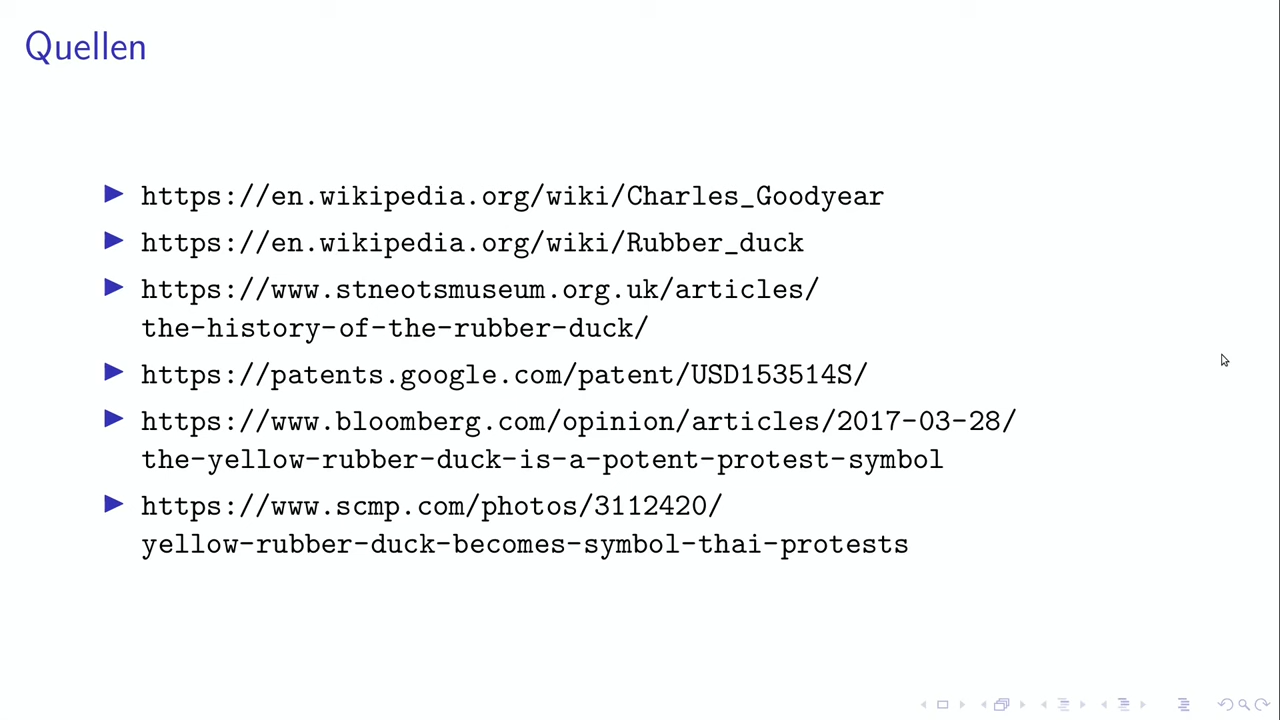 Quellen
https://en.wikipedia.org/wiki/Charles_Goodyear
https://en.wikipedia.org/wiki/Rubber_duck
https://www.stneotsmuseum.org.uk/articles/
the-history-of-the-rubber-duck/
https://patents.google.com/patent/USD153514S/
https://www.bloomberg.com/opinion/articles/2017-03-28/
the-yellow-rubber-duck-is-a-potent-protest-symbol
https://www.scmp.com/photos/3112420/
yellow-rubber-duck-becomes-symbol-thai-protests